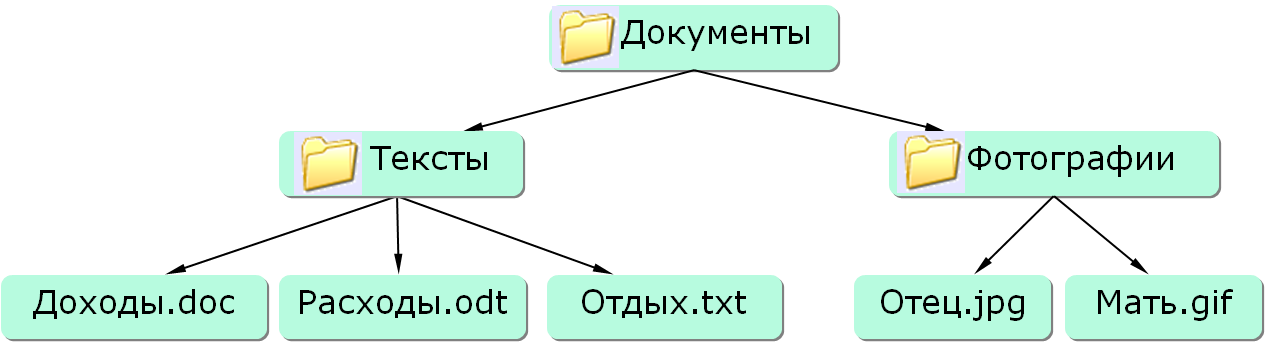 Документы
Тексты
Фотографии
Доходы.doc
Расходы.odt
Отдых.txt
Отец.jpg
Мать.gif